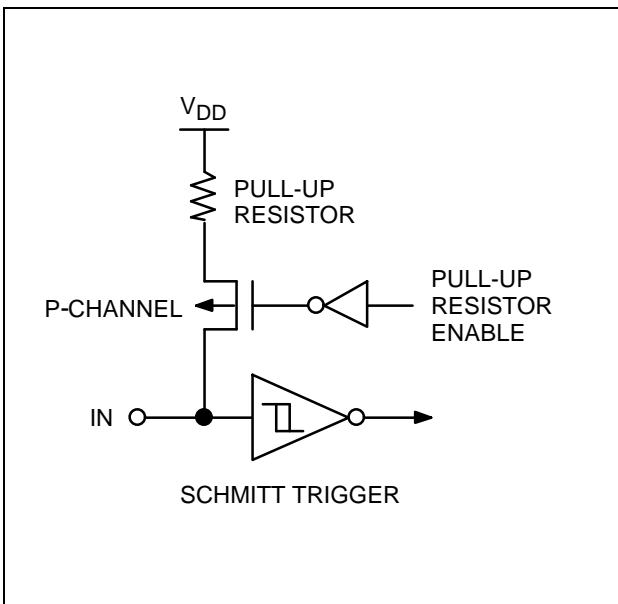 VDD
PULL-UP
RESISTOR
P-CHANNEL
PULL-UP
RESISTOR
ENABLE
IN
SCHMITT TRIGGER